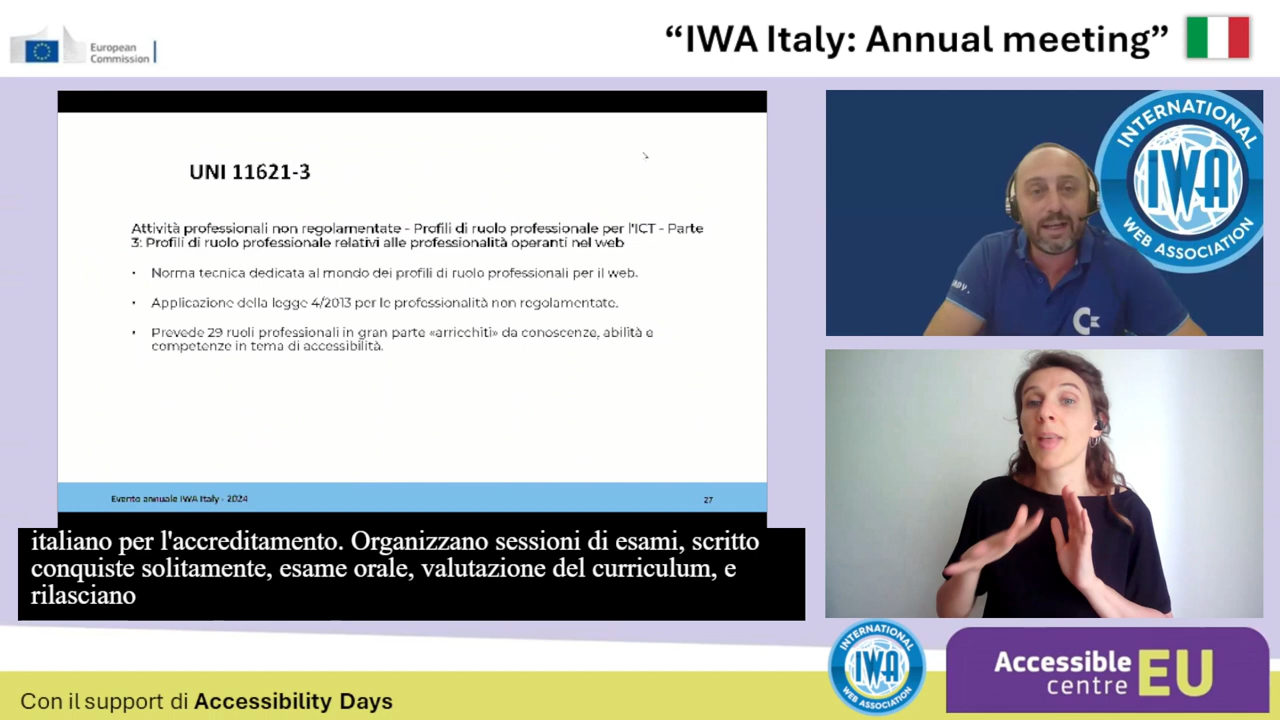 European
Commission
“IWA Italy: Annual meeting”
UNI 11621-3
Attività professionali non regolamentate - Profili di ruolo professionale per l'ICT - Parte
3: Profili di ruolo professionale relativi alle professionalità operanti nel web
• Norma tecnica dedicata al mondo dei profili di ruolo professionali per il web.
• Applicazione della legge 4/2013 per le professionalità non regolamentate.
• Prevede 29 ruoli professionali in gran parte «arricchiti» da conoscenze, abilità e
competenze in tema di accessibilità.
Evento annuale IWA Italy - 2024
27
INTERNATIONAL
IWA
WEB ASSOCIATION
italiano per l'accreditamento. Organizzano sessioni di esami, scritto
conquiste solitamente, esame orale, valutazione del curriculum, e
rilasciano
INTERNATIONAL
IWA
WEB ASSOCIATION
Accessible
centre EU
Con il support di Accessibility Days